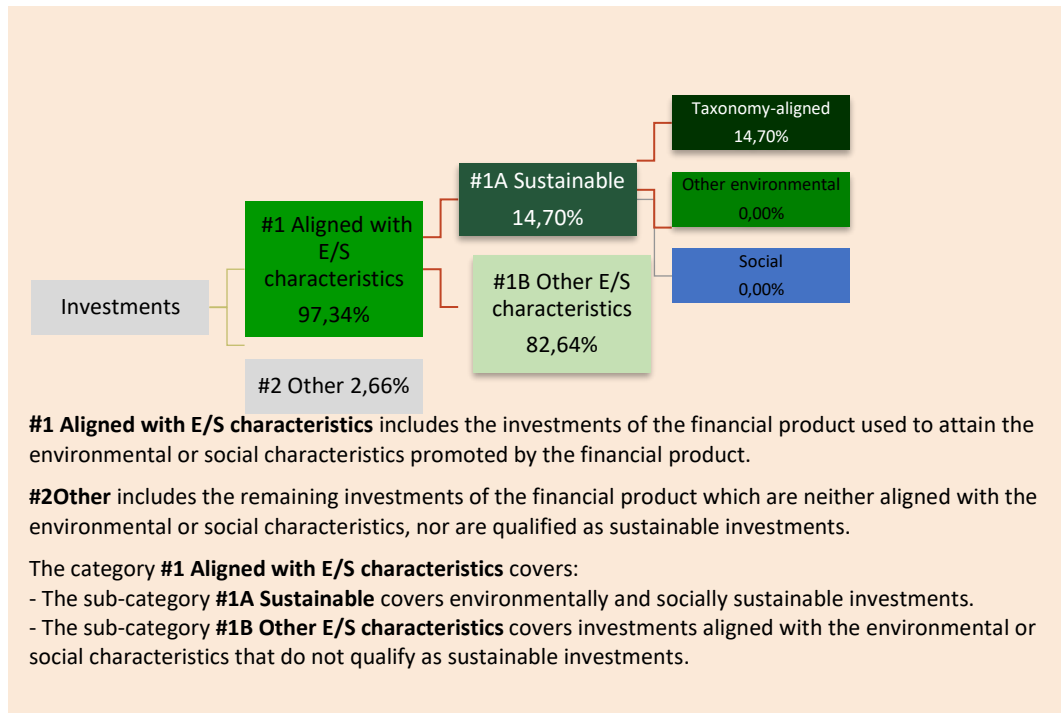 Taxonomy-aligned
14,70%
#1A Sustainable
14,70%
Other environmental
0,00%
#1 Aligned with
E/S
characteristics
97,34%
Social
0,00%
#1B Other E/S
characteristics
82,64%
Investments
#2 Other 2,66%
#1 Aligned with E/S characteristics includes the investments of the financial product used to attain the
environmental or social characteristics promoted by the financial product.
#2Other includes the remaining investments of the financial product which are neither aligned with the
environmental or social characteristics, nor are qualified as sustainable investments.
The category #1 Aligned with E/S characteristics covers:
- The sub-category #1A Sustainable covers environmentally and socially sustainable investments.
- The sub-category #1B Other E/S characteristics covers investments aligned with the environmental or
social characteristics that do not qualify as sustainable investments.